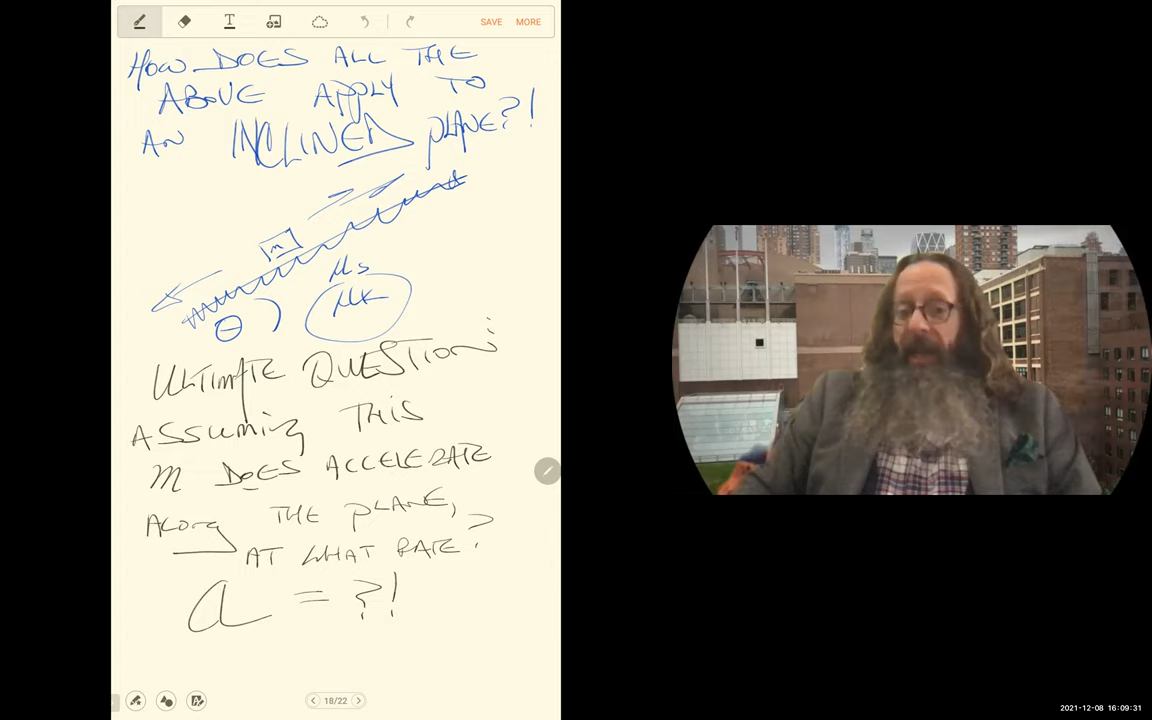 SAVE MORE
HOW DOES ALL THE
ABOVE APPLY TO
AN INCLINED PLANE?!
m
μs
μk
θ
ULTIMATE QUESTION:
ASSUMING THIS
m DOES ACCELERATE
ALONG THE PLANE,
AT WHAT RATE?
a = ?!
18/22
2021-12-08 16:09:31